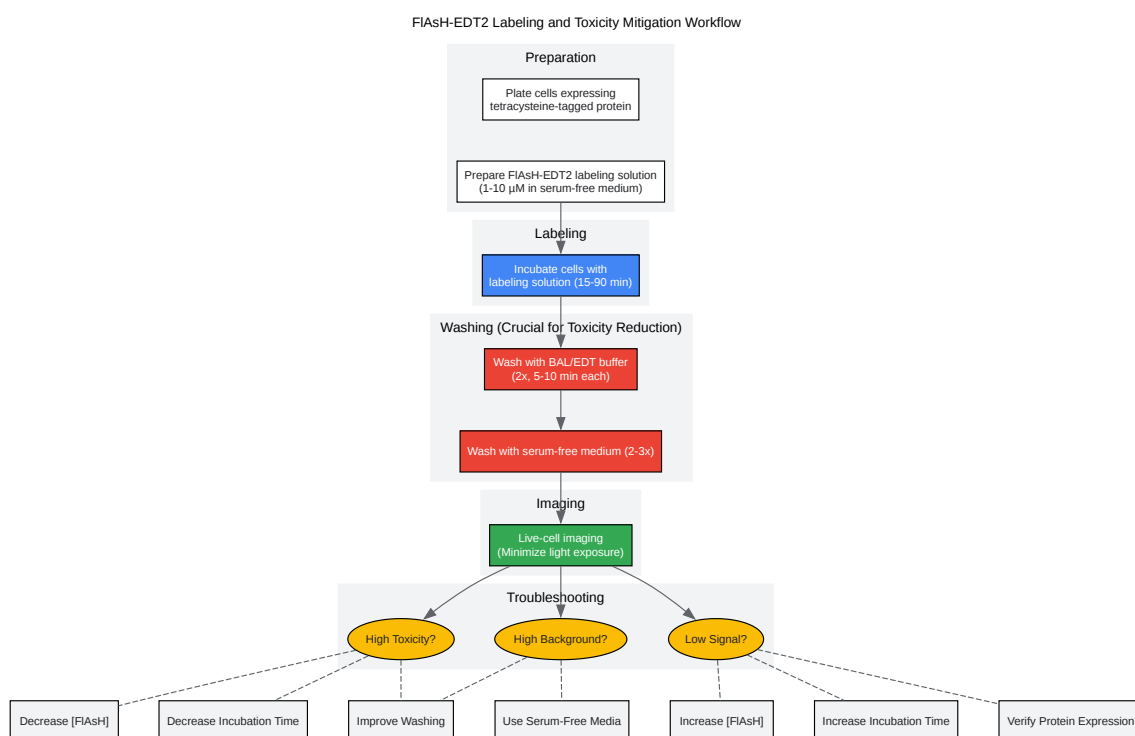 FlAsH-EDT2 Labeling and Toxicity Mitigation Workflow
Preparation
Plate cells expressing
tetracysteine-tagged protein
Prepare FlAsH-EDT2 labeling solution
(1-10 µM in serum-free medium)
Labeling
Incubate cells with
labeling solution (15-90 min)
Washing (Crucial for Toxicity Reduction)
Wash with BAL/EDT buffer
(2x, 5-10 min each)
Wash with serum-free medium (2-3x)
Imaging
Live-cell imaging
(Minimize light exposure)
Troubleshooting
High Toxicity?
High Background?
Low Signal?
Decrease [FlAsH]
Decrease Incubation Time
Improve Washing
Use Serum-Free Media
Increase [FlAsH]
Increase Incubation Time
Verify Protein Expression